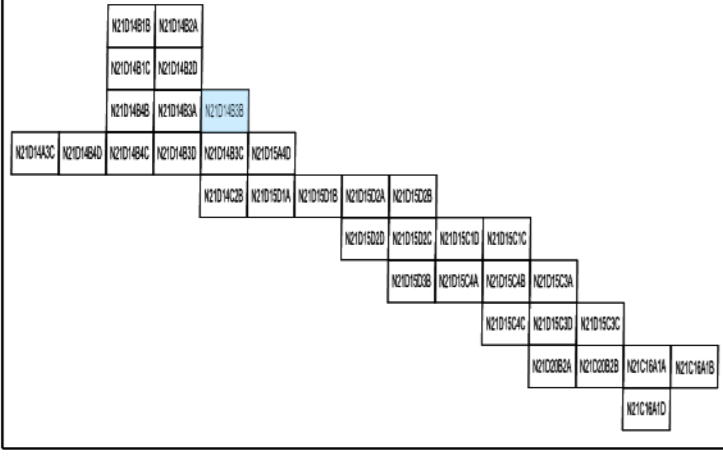 N21D14B1B N21D14B2A
N21D14B1C N21D14B2D
N21D14B4B N21D14B3A N21D14B3B
N21D14A3C N21D14B4D N21D14B4C N21D14B3D N21D14B3C N21D15A4D
N21D14C2B N21D15D1A N21D15D1B N21D15D2A N21D15D2B
N21D15D2D N21D15D2C N21D15C1D N21D15C1C
N21D15D3B N21D15C4A N21D15C4B N21D15C3A
N21D15C4C N21D15C3D N21D15C3C
N21D20B2A N21D20B2B N21C16A1A N21C16A1B
N21C16A1D